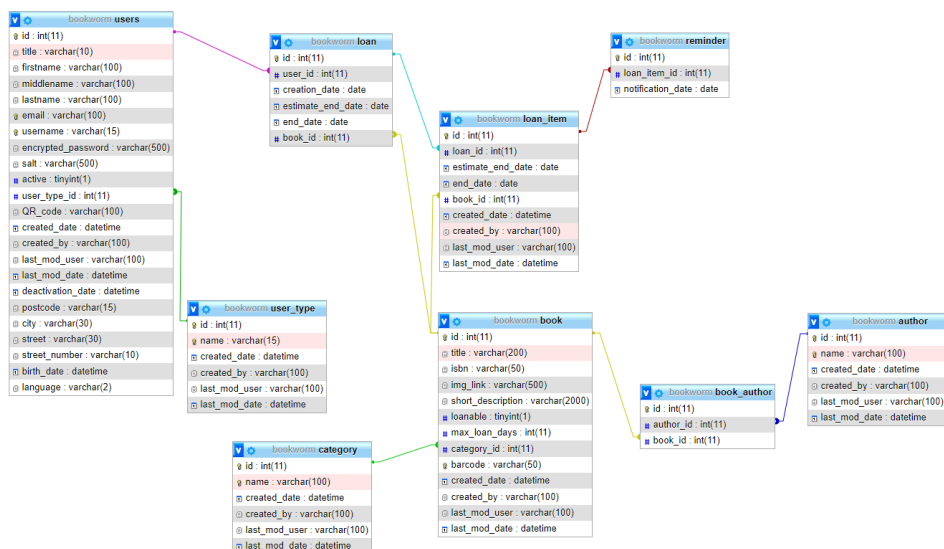 bookworm users
id : int(11)
title : varchar(10)
firstname : varchar(100)
middlename : varchar(100)
lastname : varchar(100)
email : varchar(100)
username : varchar(15)
encrypted_password : varchar(500)
salt : varchar(500)
active : tinyint(1)
user_type_id : int(11)
QR_code : varchar(100)
created_date : datetime
created_by : varchar(100)
last_mod_user : varchar(100)
last_mod_date : datetime
deactivation_date : datetime
postcode : varchar(15)
city : varchar(30)
street : varchar(30)
street_number : varchar(10)
birth_date : datetime
language : varchar(2)
bookworm loan
id : int(11)
user_id : int(11)
creation_date : date
estimate_end_date : date
end_date : date
book_id : int(11)
bookworm reminder
id : int(11)
loan_item_id : int(11)
notification_date : date
bookworm loan_item
id : int(11)
loan_id : int(11)
estimate_end_date : date
end_date : date
book_id : int(11)
created_date : datetime
created_by : varchar(100)
last_mod_user : varchar(100)
last_mod_date : datetime
bookworm user_type
id : int(11)
name : varchar(15)
created_date : datetime
created_by : varchar(100)
last_mod_user : varchar(100)
last_mod_date : datetime
bookworm book
id : int(11)
title : varchar(200)
isbn : varchar(50)
img_link : varchar(500)
short_description : varchar(2000)
loanable : tinyint(1)
max_loan_days : int(11)
category_id : int(11)
barcode : varchar(50)
created_date : datetime
created_by : varchar(100)
last_mod_user : varchar(100)
last_mod_date : datetime
bookworm author
id : int(11)
name : varchar(100)
created_date : datetime
created_by : varchar(100)
last_mod_user : varchar(100)
last_mod_date : datetime
bookworm book_author
id : int(11)
author_id : int(11)
book_id : int(11)
bookworm category
id : int(11)
name : varchar(100)
created_date : datetime
created_by : varchar(100)
last_mod_user : varchar(100)
last_mod_date : datetime